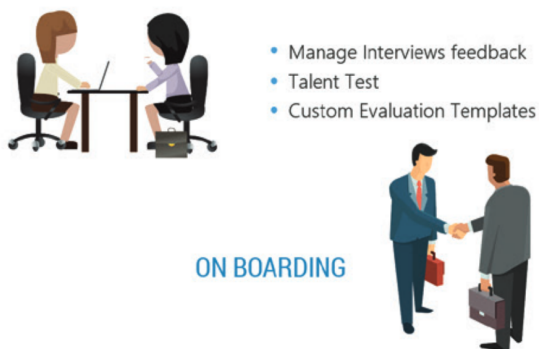 Manage Interviews feedback
Talent Test
Custom Evaluation Templates
ON BOARDING